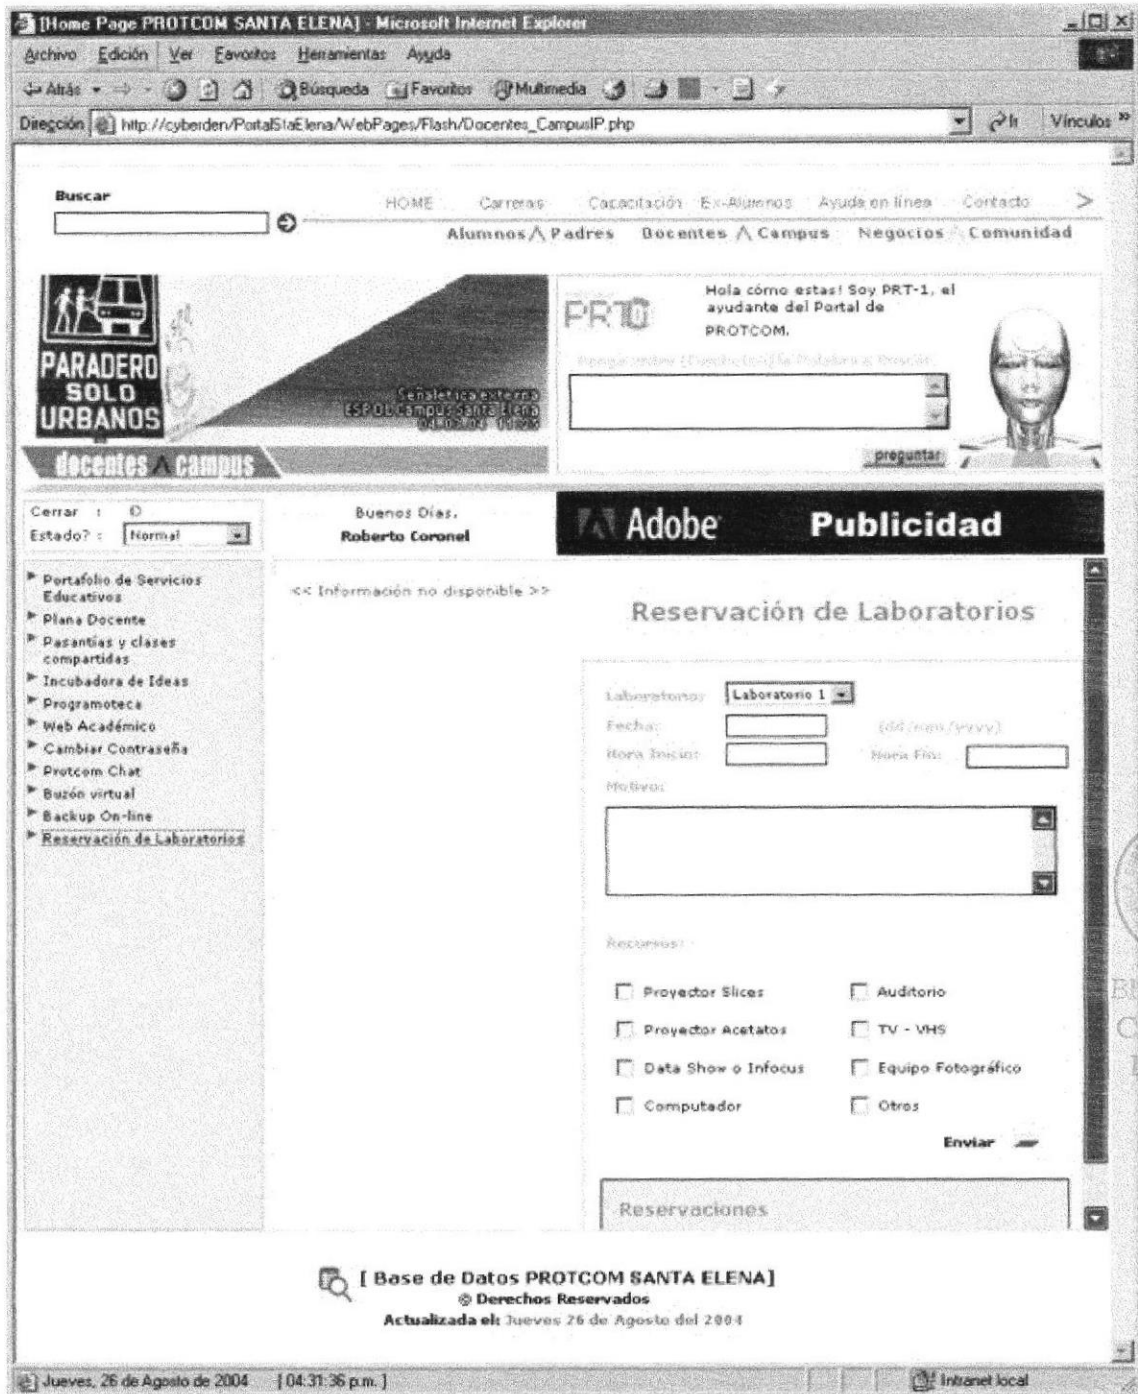 [Home Page PROTCOM SANTA ELENA] - Microsoft Internet Explorer
Archivo Edición Ver Favoritos Herramientas Ayuda
Atrás Búsqueda Favoritos Multimedia
Dirección http://cyberden/PortalStaElena/WebPages/Flash/Docentes_CampusIP.php Ir Vínculos »
Buscar
HOME Carreras Capacitación Ex-Alumnos Ayuda en línea Contacto >
Alumnos Padres Docentes Campus Negocios Comunidad
PARADERO
SOLO
URBANOS
Señalética externa
ESPOL Campus Santa Elena
docentes campus
PRT
Hola cómo estas! Soy PRT-1, el
ayudante del Portal de
PROTCOM.
preguntar
Cerrar :
Estado? : Normal
Buenos Días.
Roberto Coronel
Adobe Publicidad
Portafolio de Servicios
Educativos
Plana Docente
Pasantías y clases
compartidas
Incubadora de Ideas
Programoteca
Web Académico
Cambiar Contraseña
Protcom Chat
Buzón virtual
Backup On-line
Reservación de Laboratorios
<< Información no disponible >>
Reservación de Laboratorios
Laboratorio: Laboratorio 1
Fecha: (dd/mm/yyyy)
Hora Inicio: Hora Fin:
Motivo:
Recursos:
Proyector Slices Auditorio
Proyector Acetatos TV - VHS
Data Show o Infocus Equipo Fotográfico
Computador Otros
Enviar
Reservaciones
[ Base de Datos PROTCOM SANTA ELENA]
© Derechos Reservados
Actualizada el: Jueves 26 de Agosto del 2004
Jueves, 26 de Agosto de 2004 [ 04:31:36 p.m. ] Intranet local